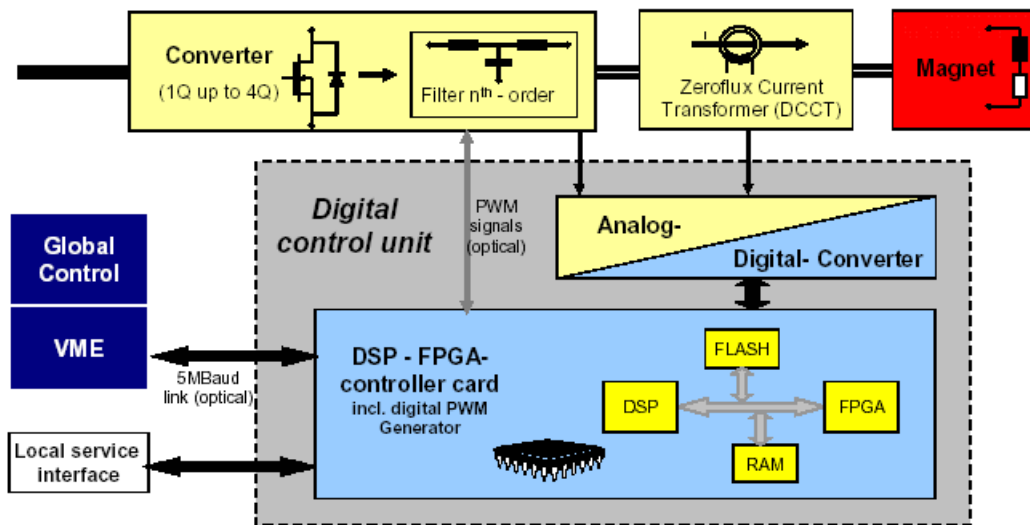 Converter
(1Q up to 4Q)
Filter nth - order
I
Zeroflux Current
Transformer (DCCT)
Magnet
Digital
control unit
PWM
signals
(optical)
Analog-
Digital- Converter
Global
Control
VME
5MBaud
link (optical)
Local service
interface
DSP - FPGA-
controller card
incl. digital PWM
Generator
FLASH
DSP
FPGA
RAM